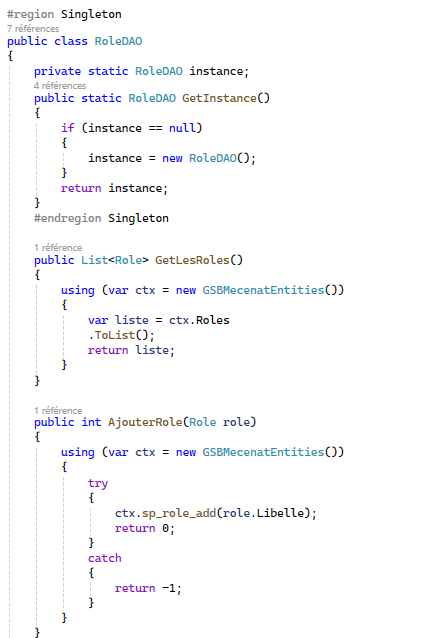 #region Singleton
7 références
public class RoleDAO
{
private static RoleDAO instance;
4 références
public static RoleDAO GetInstance()
{
if (instance == null)
{
instance = new RoleDAO();
}
return instance;
}
#endregion Singleton
1 référence
public List<Role> GetLesRoles()
{
using (var ctx = new GSBMecenatEntities())
{
var liste = ctx.Roles
.ToList();
return liste;
}
}
1 référence
public int AjouterRole(Role role)
{
using (var ctx = new GSBMecenatEntities())
{
try
{
ctx.sp_role_add(role.Libelle);
return 0;
}
catch
{
return -1;
}
}
}